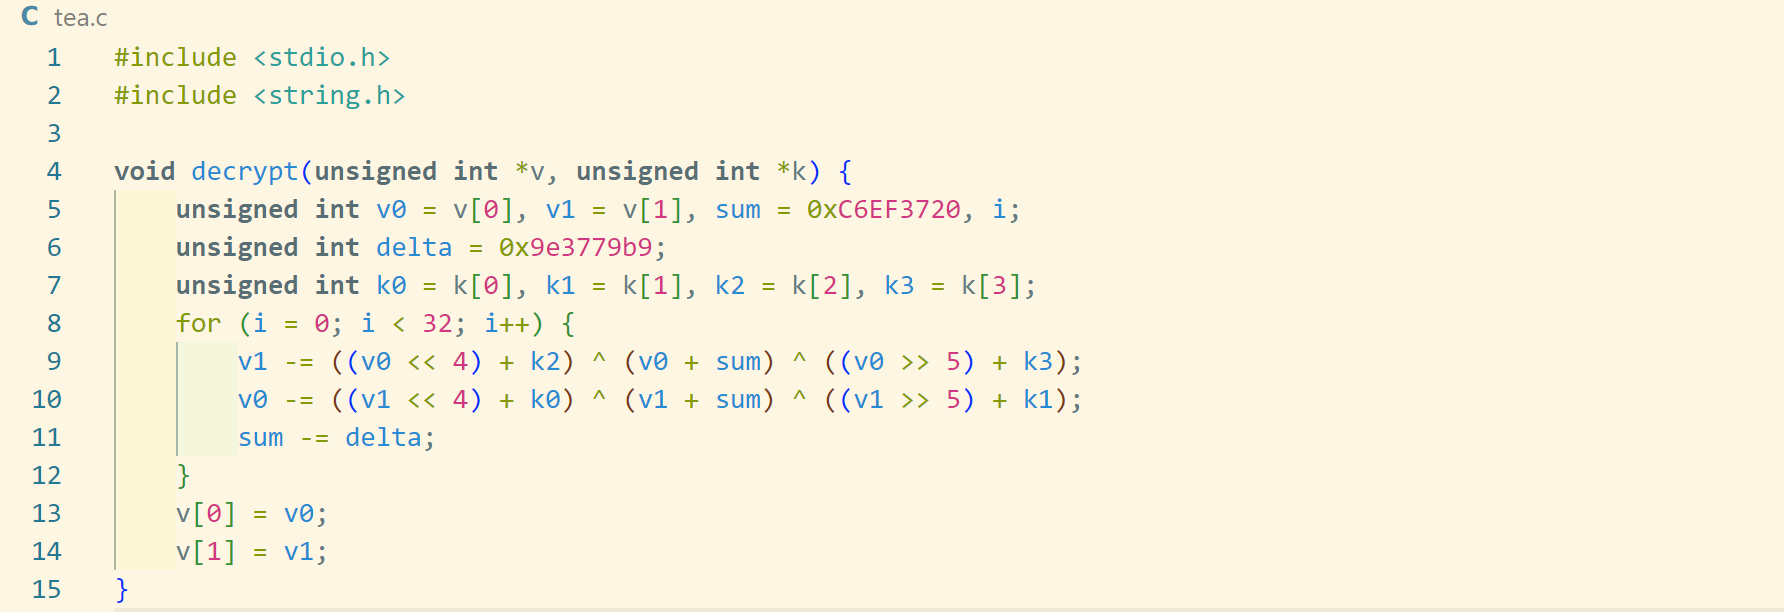 C tea.c
1 #include <stdio.h>
2 #include <string.h>
3
4 void decrypt(unsigned int *v, unsigned int *k) {
5     unsigned int v0 = v[0], v1 = v[1], sum = 0xC6EF3720, i;
6     unsigned int delta = 0x9e3779b9;
7     unsigned int k0 = k[0], k1 = k[1], k2 = k[2], k3 = k[3];
8     for (i = 0; i < 32; i++) {
9         v1 -= ((v0 << 4) + k2) ^ (v0 + sum) ^ ((v0 >> 5) + k3);
10         v0 -= ((v1 << 4) + k0) ^ (v1 + sum) ^ ((v1 >> 5) + k1);
11         sum -= delta;
12     }
13     v[0] = v0;
14     v[1] = v1;
15 }